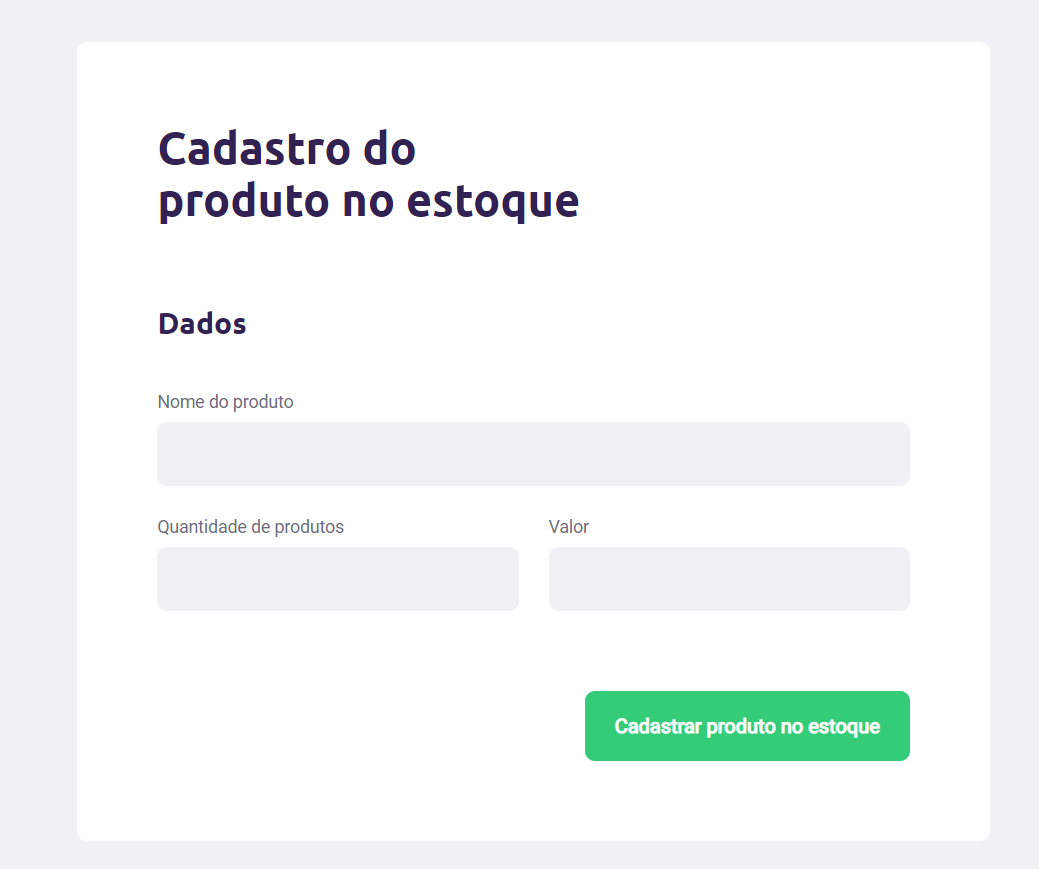 Cadastro do
produto no estoque
Dados
Nome do produto
Quantidade de produtos
Valor
Cadastrar produto no estoque